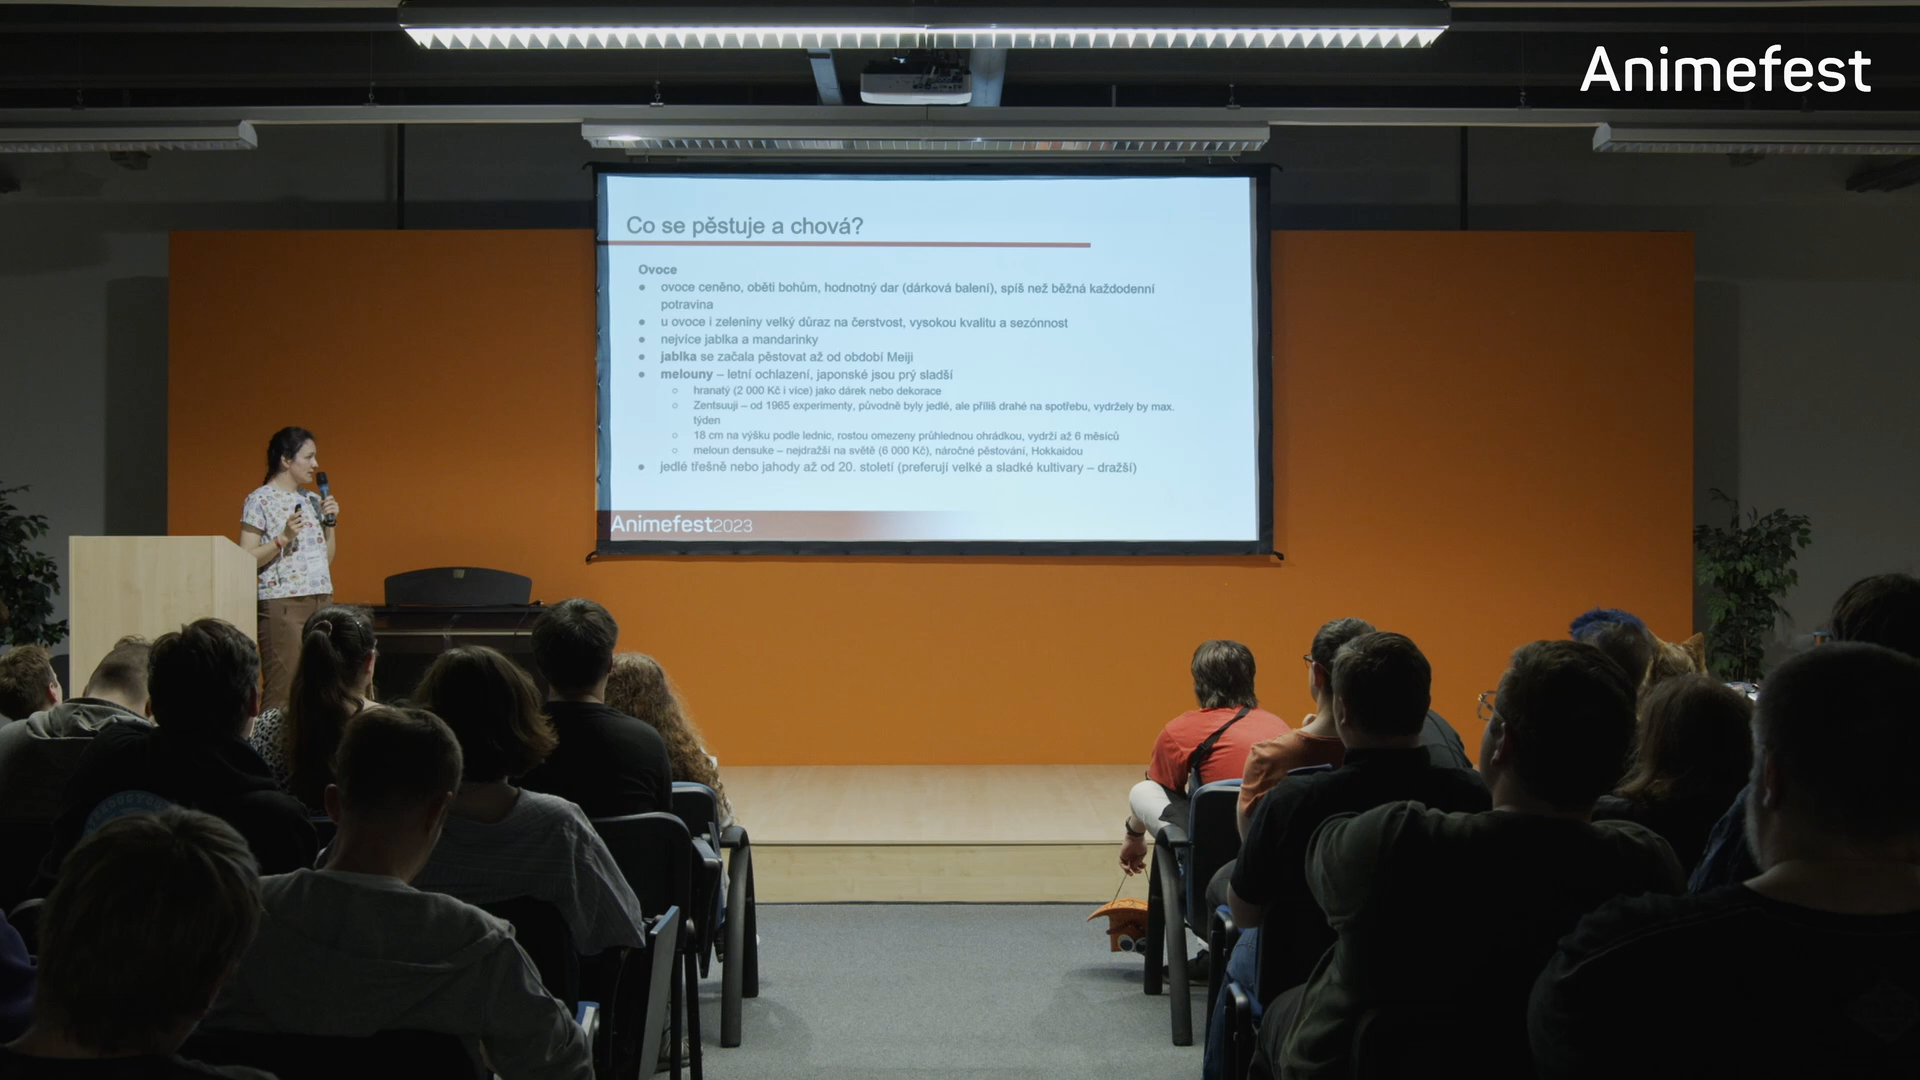 Animefest
Co se pěstuje a chová?
Ovoce
● ovoce ceněno, oběti bohům, hodnotný dar (dárková balení), spíš než běžná každodenní
potravina
● u ovoce i zeleniny velký důraz na čerstvost, vysokou kvalitu a sezónnost
● nejvíce jablka a mandarinky
● jablka se začala pěstovat až od období Meiji
● melouny – letní ochlazení, japonské jsou prý sladší
○ hranatý (2 000 Kč i více) jako dárek nebo dekorace
○ Zentsuuji – od 1965 experimenty, původně byly jedlé, ale příliš drahé na spotřebu, vydržely by max.
týden
○ 18 cm na výšku podle lednic, rostou omezeny průhlednou ohrádkou, vydrží až 6 měsíců
○ meloun densuke – nejdražší na světě (6 000 Kč), náročné pěstování, Hokkaidou
● jedlé třešně nebo jahody až od 20. století (preferují velké a sladké kultivary – dražší)
Animefest2023